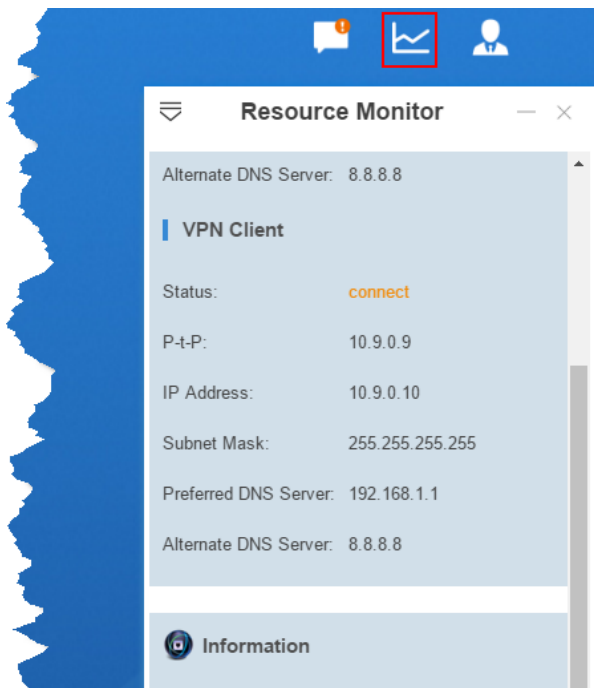 Resource Monitor
Alternate DNS Server: 8.8.8.8
VPN Client
Status: connect
P-t-P: 10.9.0.9
IP Address: 10.9.0.10
Subnet Mask: 255.255.255.255
Preferred DNS Server: 192.168.1.1
Alternate DNS Server: 8.8.8.8
Information